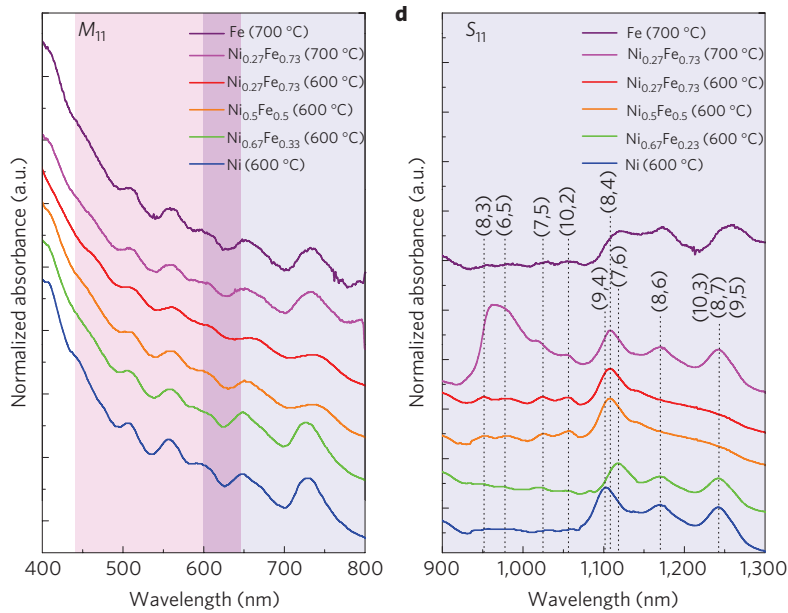 M₁₁
Fe (700 °C)
Ni₀.₂₇Fe₀.₇₃ (700 °C)
Ni₀.₂₇Fe₀.₇₃ (600 °C)
Ni₀.₅Fe₀.₅ (600 °C)
Ni₀.₆₇Fe₀.₃₃ (600 °C)
Ni (600 °C)
Normalized absorbance (a.u.)
400 500 600 700 800
Wavelength (nm)
d
S₁₁
Fe (700 °C)
Ni₀.₂₇Fe₀.₇₃ (700 °C)
Ni₀.₂₇Fe₀.₇₃ (600 °C)
Ni₀.₅Fe₀.₅ (600 °C)
Ni₀.₆₇Fe₀.₂₃ (600 °C)
Ni (600 °C)
Normalized absorbance (a.u.)
(8,3)
(6,5)
(7,5)
(10,2)
(9,4)
(8,4)
(7,6)
(8,6)
(10,3)
(8,7)
(9,5)
900 1,000 1,100 1,200 1,300
Wavelength (nm)